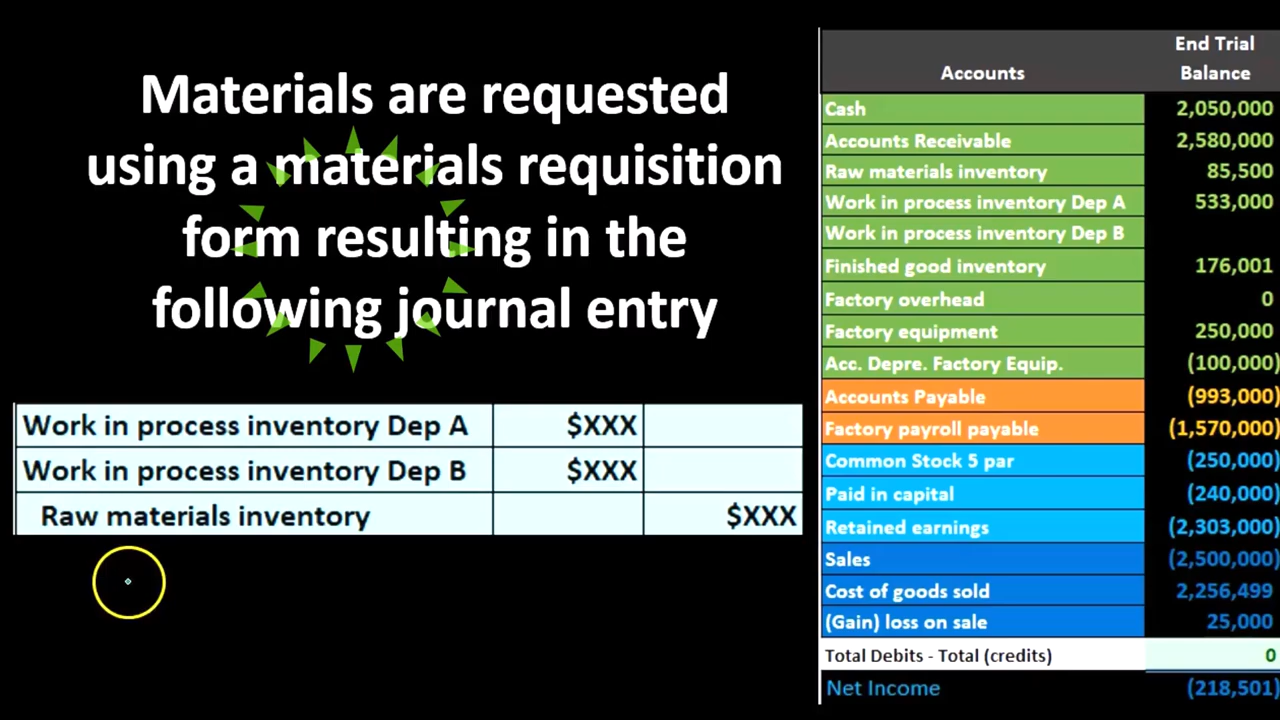 Materials are requested
using a materials requisition
form resulting in the
following journal entry
Work in process inventory Dep A $XXX
Work in process inventory Dep B $XXX
Raw materials inventory $XXX
Accounts End Trial Balance
Cash 2,050,000
Accounts Receivable 2,580,000
Raw materials inventory 85,500
Work in process inventory Dep A 533,000
Work in process inventory Dep B
Finished good inventory 176,001
Factory overhead 0
Factory equipment 250,000
Acc. Depre. Factory Equip. (100,000)
Accounts Payable (993,000)
Factory payroll payable (1,570,000)
Common Stock 5 par (250,000)
Paid in capital (240,000)
Retained earnings (2,303,000)
Sales (2,500,000)
Cost of goods sold 2,256,499
(Gain) loss on sale 25,000
Total Debits - Total (credits) 0
Net Income (218,501)